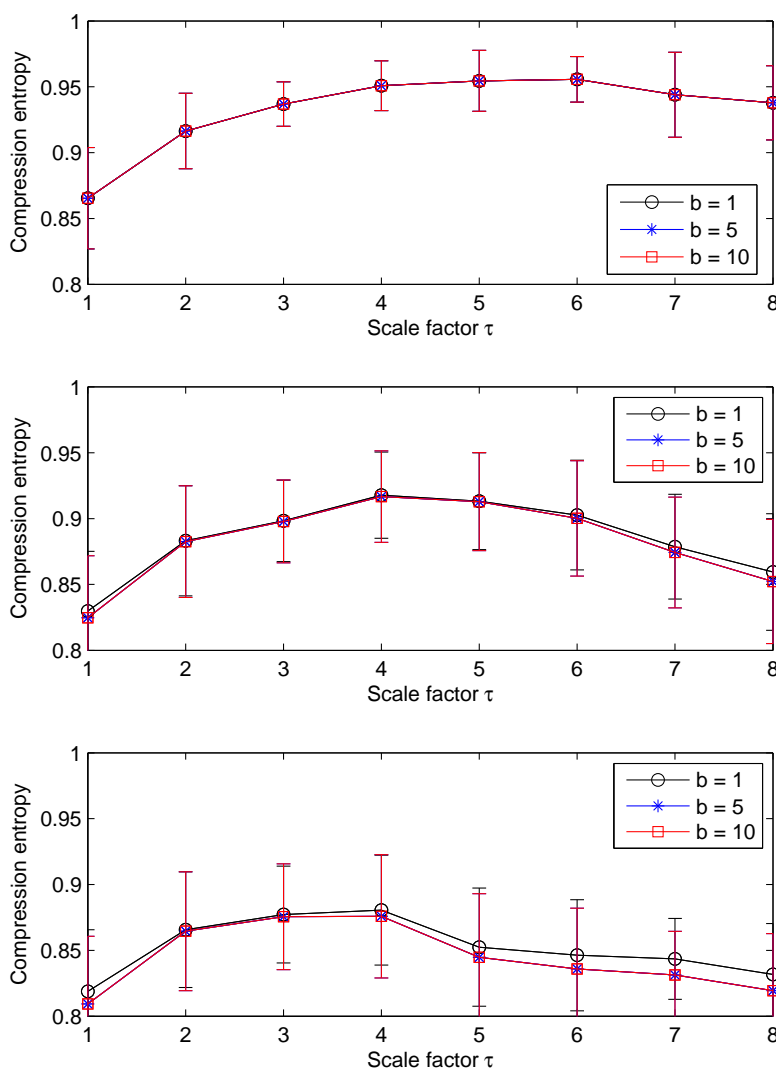 1
0.95
0.9
0.85
0.8
Compression entropy
b = 1
b = 5
b = 10
1 2 3 4 5 6 7 8
Scale factor τ
1
0.95
0.9
0.85
0.8
Compression entropy
b = 1
b = 5
b = 10
1 2 3 4 5 6 7 8
Scale factor τ
1
0.95
0.9
0.85
0.8
Compression entropy
b = 1
b = 5
b = 10
1 2 3 4 5 6 7 8
Scale factor τ